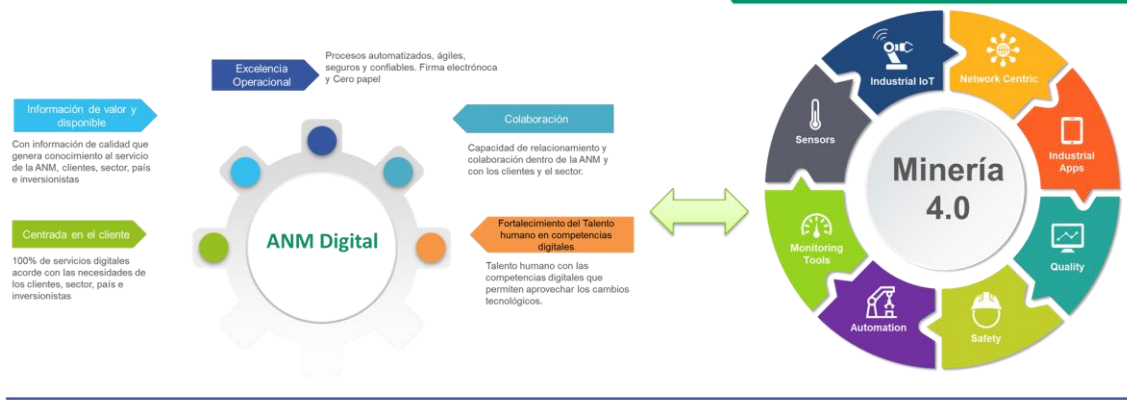 Excelencia
Operacional
Procesos automatizados, ágiles,
seguros y confiables. Firma electrónoca
y Cero papel
Información de valor y
disponible
Con información de calidad que
genera conocimiento al servicio
de la ANM, clientes, sector, país
e inversionistas
Colaboración
Capacidad de relacionamiento y
colaboración dentro de la ANM y
con los clientes y el sector.
Centrada en el cliente
100% de servicios digitales
acorde con las necesidades de
los clientes, sector, país e
inversionistas
ANM Digital
Fortalecimiento del Talento
humano en competencias
digitales
Talento humano con las
competencias digitales que
permiten aprovechar los cambios
tecnológicos.
Minería
4.0
Industrial IoT
Network Centric
Industrial
Apps
Quality
Safety
Automation
Monitoring
Tools
Sensors